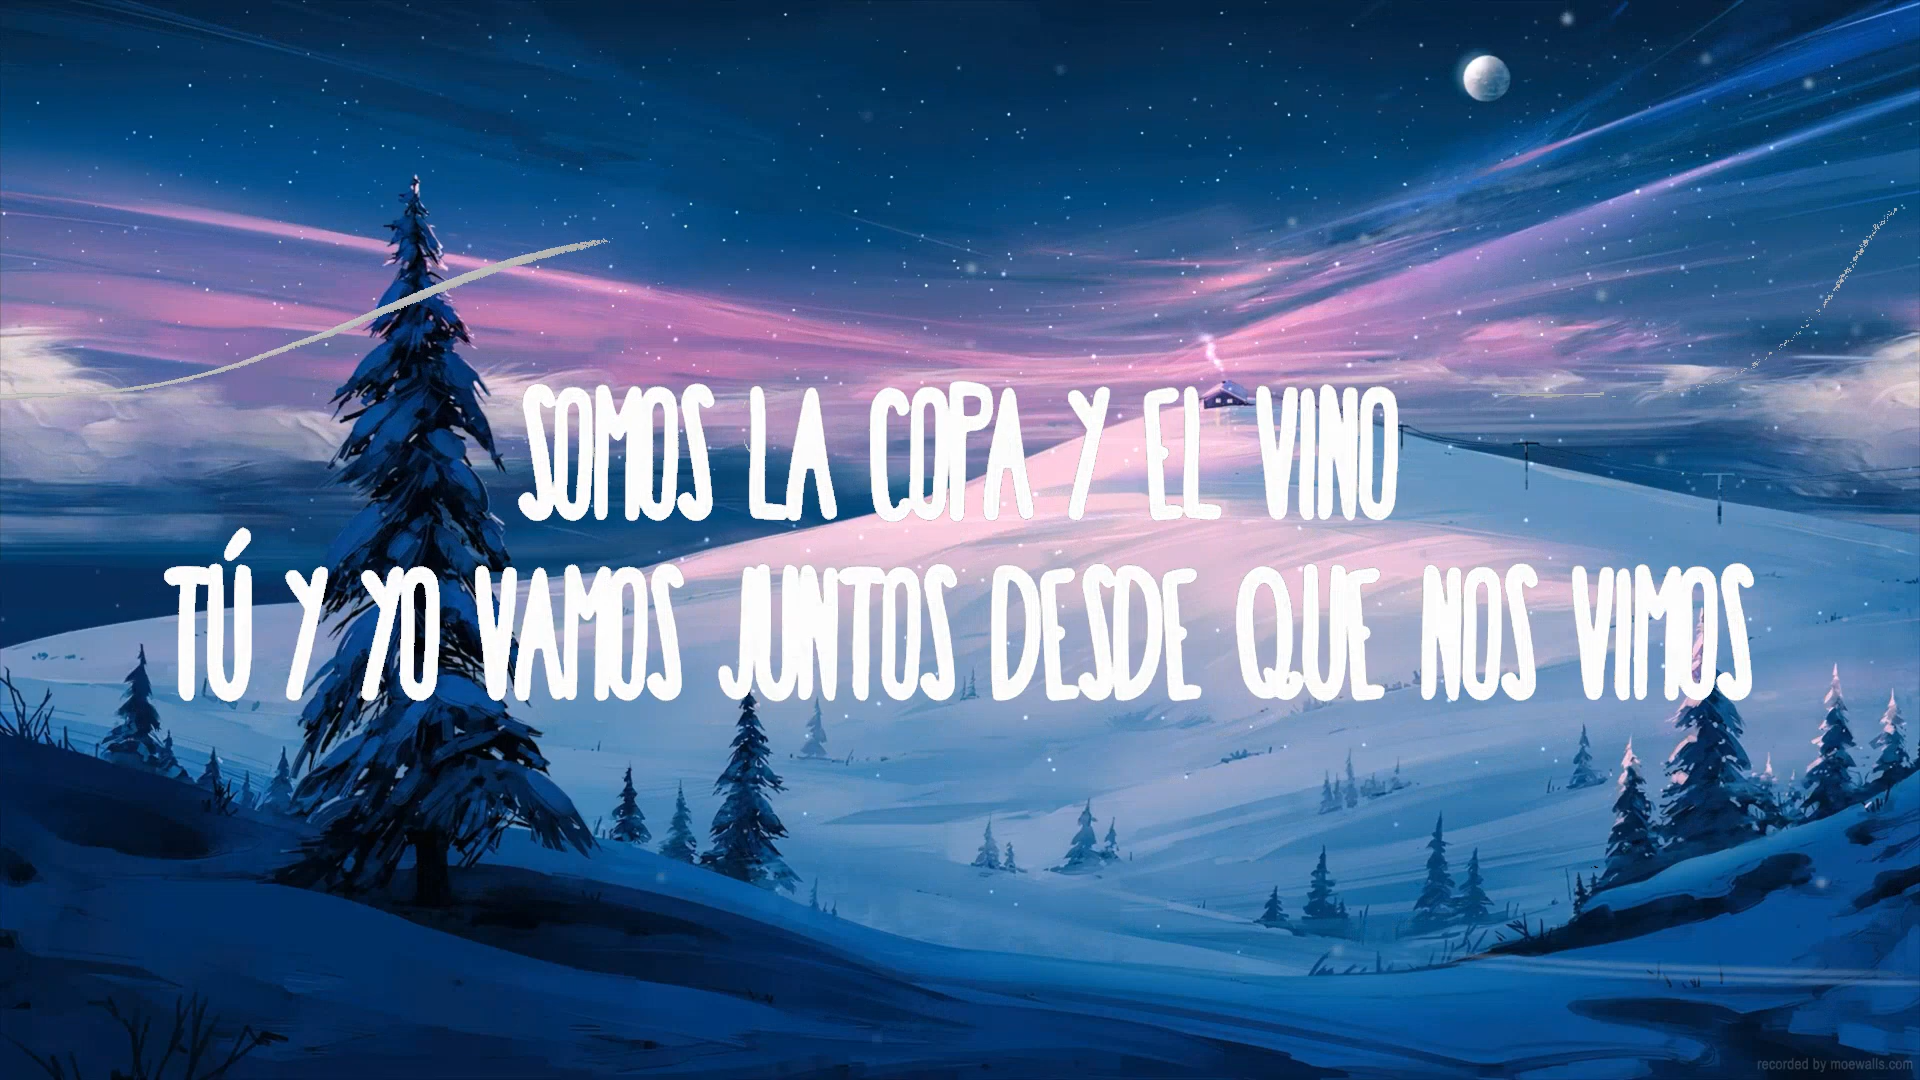 SOMOS LA COPA Y EL VINO
TÚ Y YO VAMOS JUNTOS DESDE QUE NOS VIMOS
recorded by moewalls.com